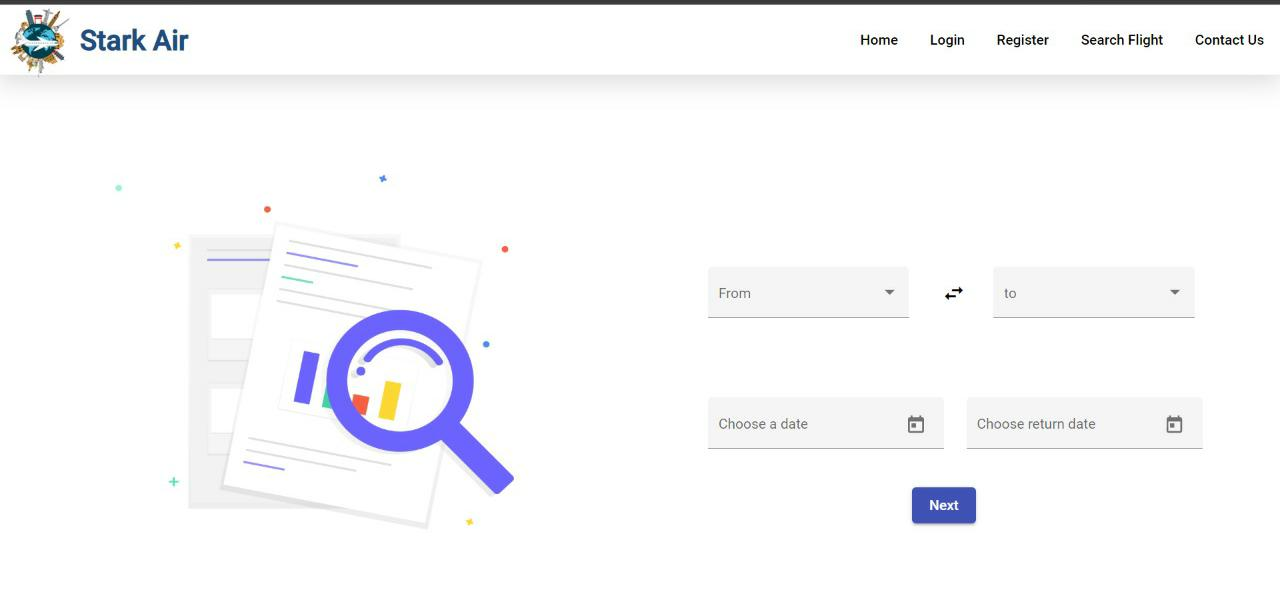 Stark Air
Home Login Register Search Flight Contact Us
From to
Choose a date Choose return date
Next